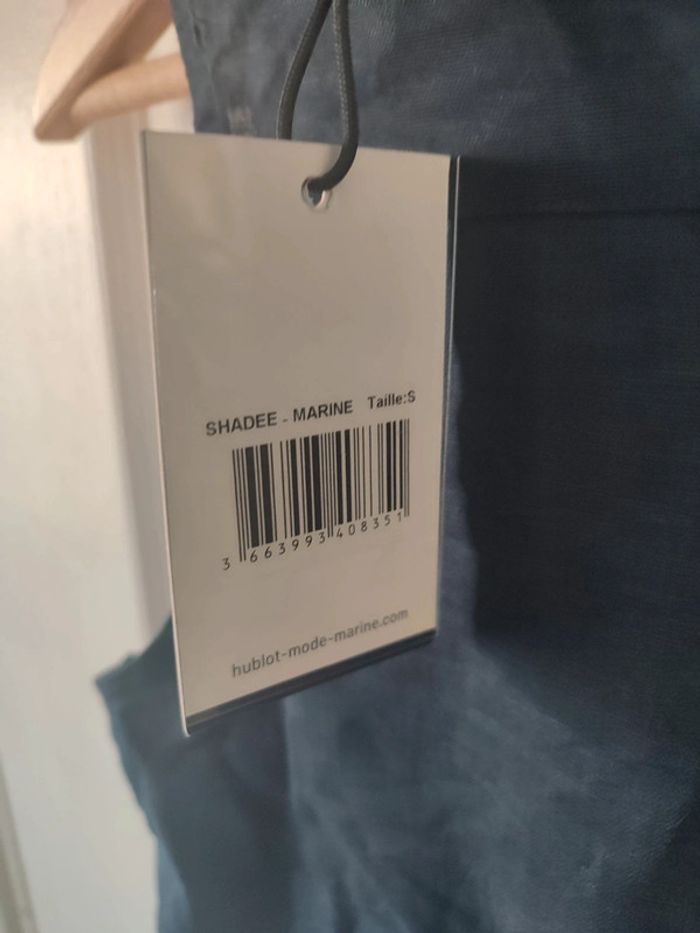 SHADEE - MARINE Taille:S
3 663993 408351
hublot-mode-marine.com